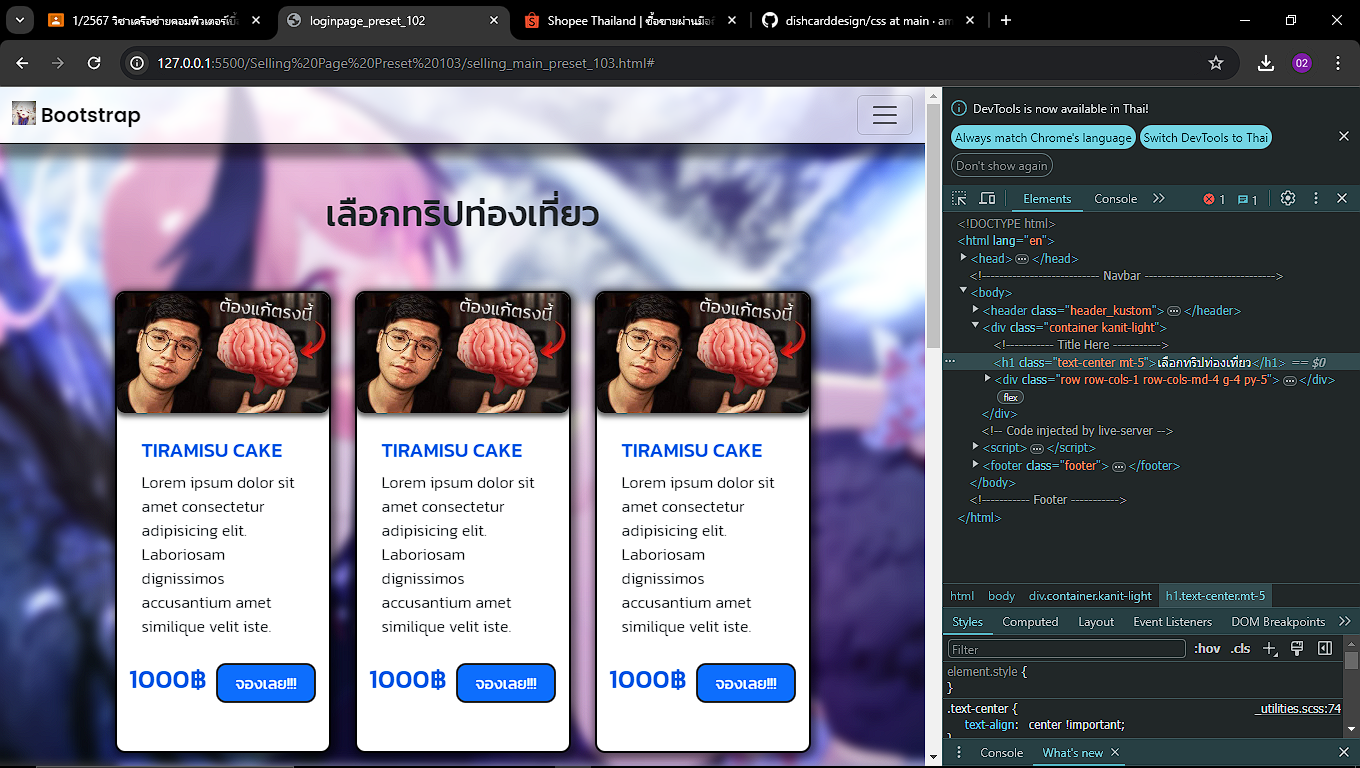 1/2567 วิชาเครือข่ายคอมพิวเตอร์เบื้
loginpage_preset_102
Shopee Thailand | ซื้อขายผ่านมือถื
dishcarddesign/css at main · am
127.0.0.1:5500/Selling%20Page%20Preset%20103/selling_main_preset_103.html#
02
Bootstrap
เลือกทริปท่องเที่ยว
ต้องแก้ตรงนี้ ต้องแก้ตรงนี้ ต้องแก้ตรงนี้
TIRAMISU CAKE
Lorem ipsum dolor sit
amet consectetur
adipisicing elit.
Laboriosam
dignissimos
accusantium amet
similique velit iste.
1000฿ จองเลย!!!
TIRAMISU CAKE
Lorem ipsum dolor sit
amet consectetur
adipisicing elit.
Laboriosam
dignissimos
accusantium amet
similique velit iste.
1000฿ จองเลย!!!
TIRAMISU CAKE
Lorem ipsum dolor sit
amet consectetur
adipisicing elit.
Laboriosam
dignissimos
accusantium amet
similique velit iste.
1000฿ จองเลย!!!
DevTools is now available in Thai!
Always match Chrome's language Switch DevTools to Thai
Don't show again
Elements Console 1 1
<!DOCTYPE html>
<html lang="en">
<head> </head>
<!--------------------------- Navbar ------------------------------>
<body>
<header class="header_kustom"> </header>
<div class="container kanit-light">
<!----------- Title Here ----------->
<h1 class="text-center mt-5">เลือกทริปท่องเที่ยว</h1> == $0
<div class="row row-cols-1 row-cols-md-4 g-4 py-5"> </div>
flex
</div>
<!-- Code injected by live-server -->
<script> </script>
<footer class="footer"> </footer>
</body>
<!----------- Footer ----------->
</html>
html body div.container.kanit-light h1.text-center.mt-5
Styles Computed Layout Event Listeners DOM Breakpoints
Filter :hov .cls
element.style {
}
.text-center { _utilities.scss:74
text-align: center !important;
}
Console What's new